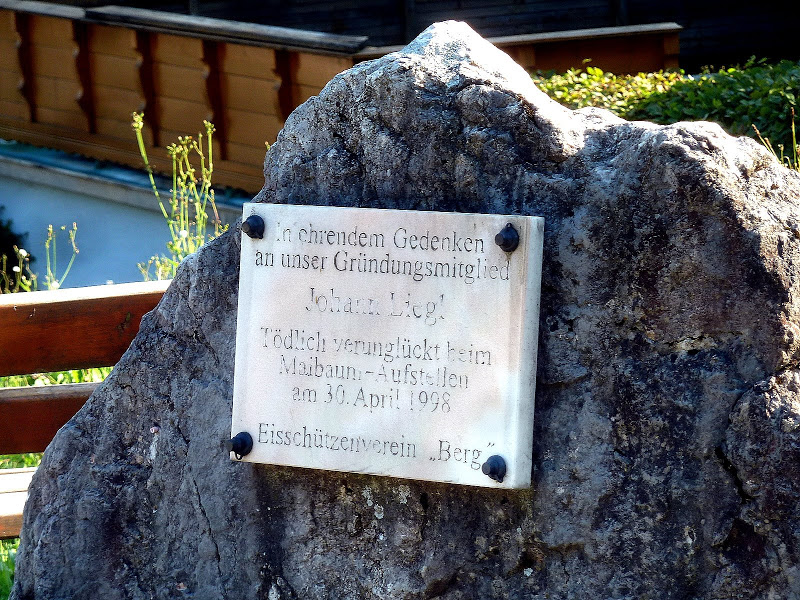 In ehrendem Gedenken
an unser Gründungsmitglied
Johann Liegl
Tödlich verunglückt beim
Maibaum-Aufstellen
am 30. April 1998
Eisschützenverein „Berg"